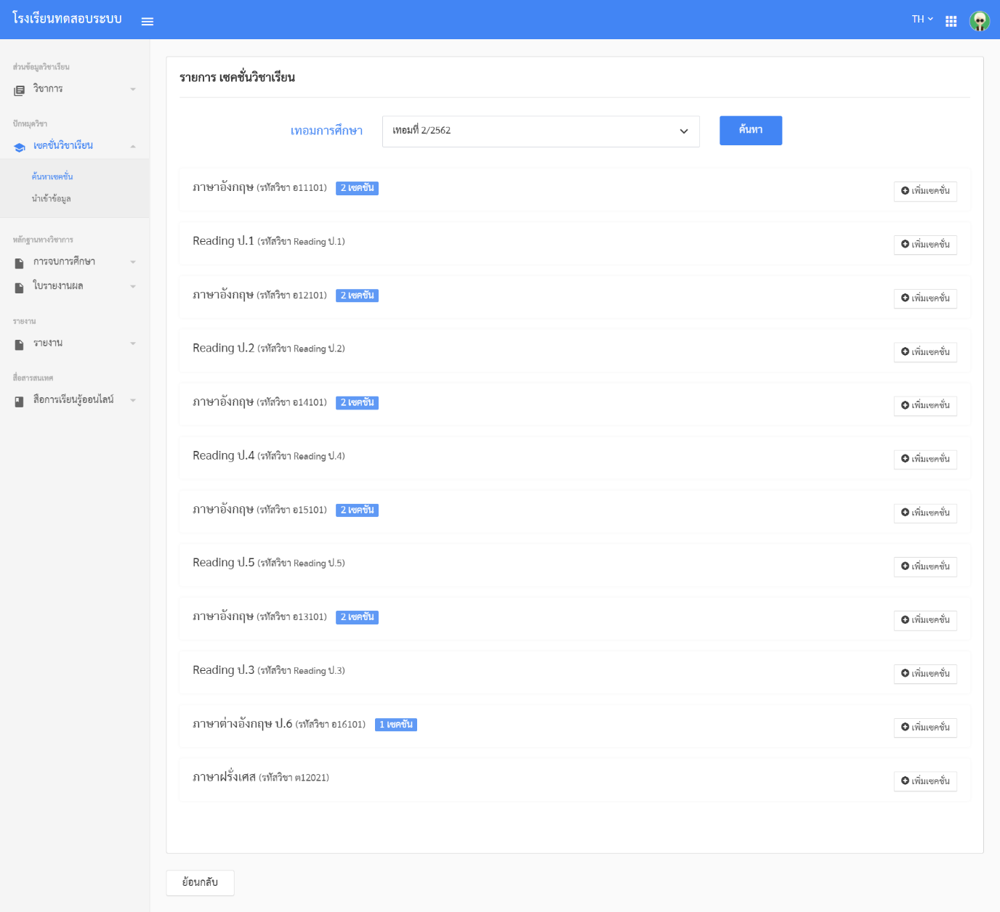 โรงเรียนทดสอบระบบ
TH
ส่วนข้อมูลวิชาเรียน
วิชาการ
ปักหมุดวิชา
เซคชั่นวิชาเรียน
ค้นหาเซคชั่น
นำเข้าข้อมูล
หลักฐานทางวิชาการ
การจบการศึกษา
ใบรายงานผล
รายงาน
รายงาน
สื่อสารสนเทศ
สือการเรียนรู้ออนไลน์
รายการ เซคชั่นวิชาเรียน
เทอมการศึกษา เทอมที่ 2/2562 ค้นหา
ภาษาอังกฤษ (รหัสวิชา อ11101) 2 เซคชัน เพิ่มเซคชั่น
Reading ป.1 (รหัสวิชา Reading ป.1) เพิ่มเซคชั่น
ภาษาอังกฤษ (รหัสวิชา อ12101) 2 เซคชัน เพิ่มเซคชั่น
Reading ป.2 (รหัสวิชา Reading ป.2) เพิ่มเซคชั่น
ภาษาอังกฤษ (รหัสวิชา อ14101) 2 เซคชัน เพิ่มเซคชั่น
Reading ป.4 (รหัสวิชา Reading ป.4) เพิ่มเซคชั่น
ภาษาอังกฤษ (รหัสวิชา อ15101) 2 เซคชัน เพิ่มเซคชั่น
Reading ป.5 (รหัสวิชา Reading ป.5) เพิ่มเซคชั่น
ภาษาอังกฤษ (รหัสวิชา อ13101) 2 เซคชัน เพิ่มเซคชั่น
Reading ป.3 (รหัสวิชา Reading ป.3) เพิ่มเซคชั่น
ภาษาต่างอังกฤษ ป.6 (รหัสวิชา อ16101) 1 เซคชัน เพิ่มเซคชั่น
ภาษาฝรั่งเศส (รหัสวิชา ต12021) เพิ่มเซคชั่น
ย้อนกลับ